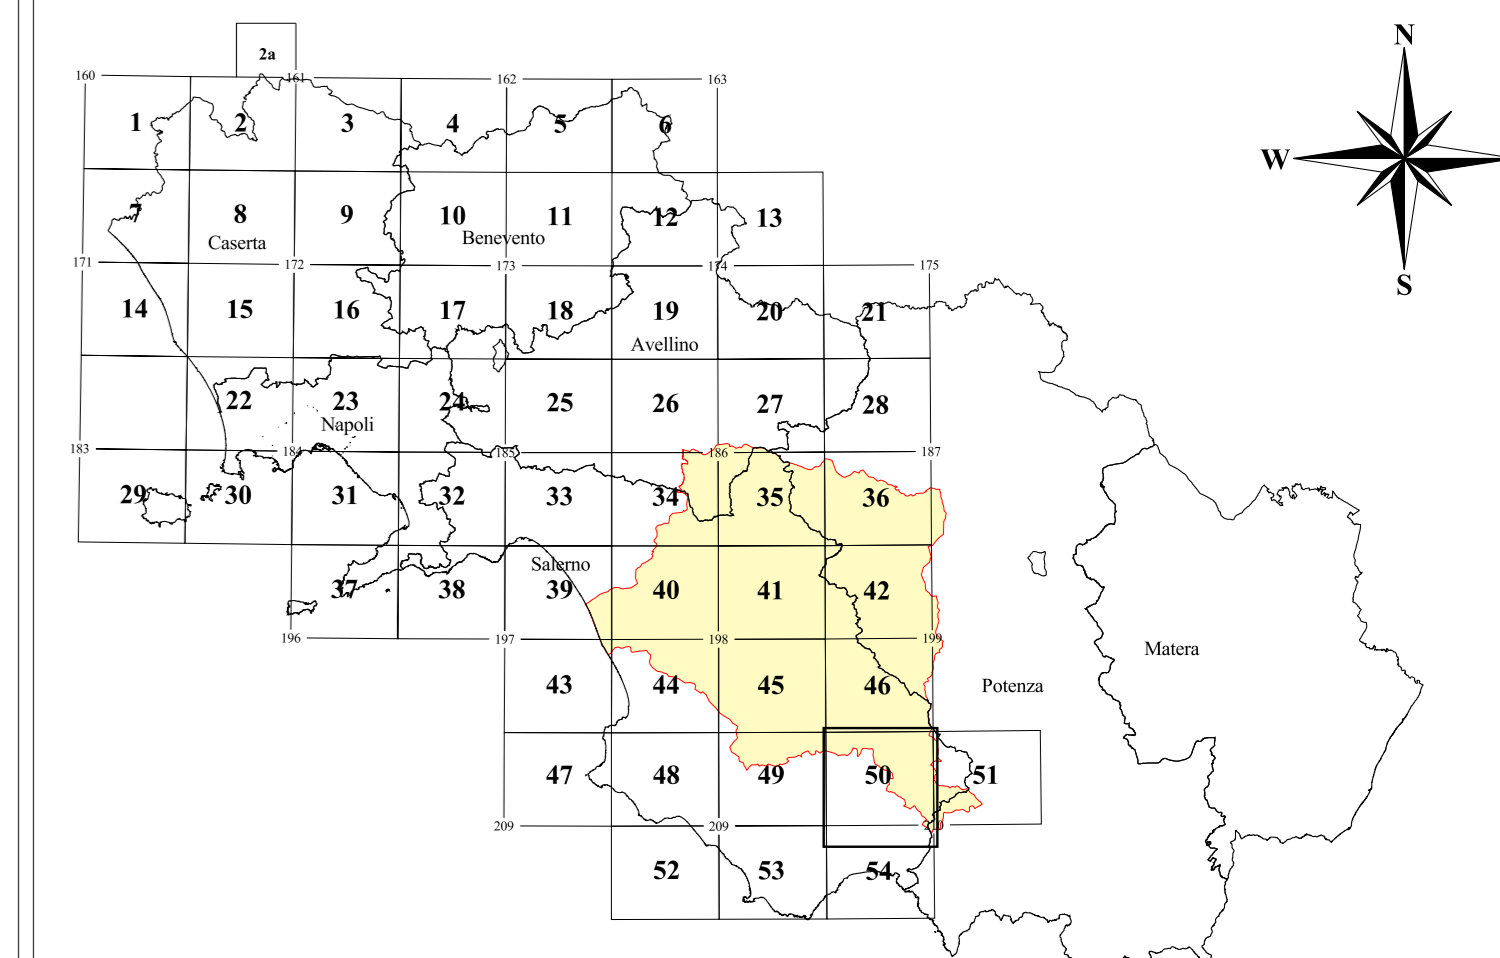 N
2a
160 161 162 163
1 2 3 4 5 6
W
7 8 9 10 11 12 13
Caserta Benevento
171 172 173 174 175
S
14 15 16 17 18 19 20 21
Avellino
22 23 24 25 26 27 28
Napoli
183 184 185 186 187
29 30 31 32 33 34 35 36
Salerno
37 38 39 40 41 42
196 197 198 199
Matera
43 44 45 46
Potenza
47 48 49 50 51
209 209
52 53 54